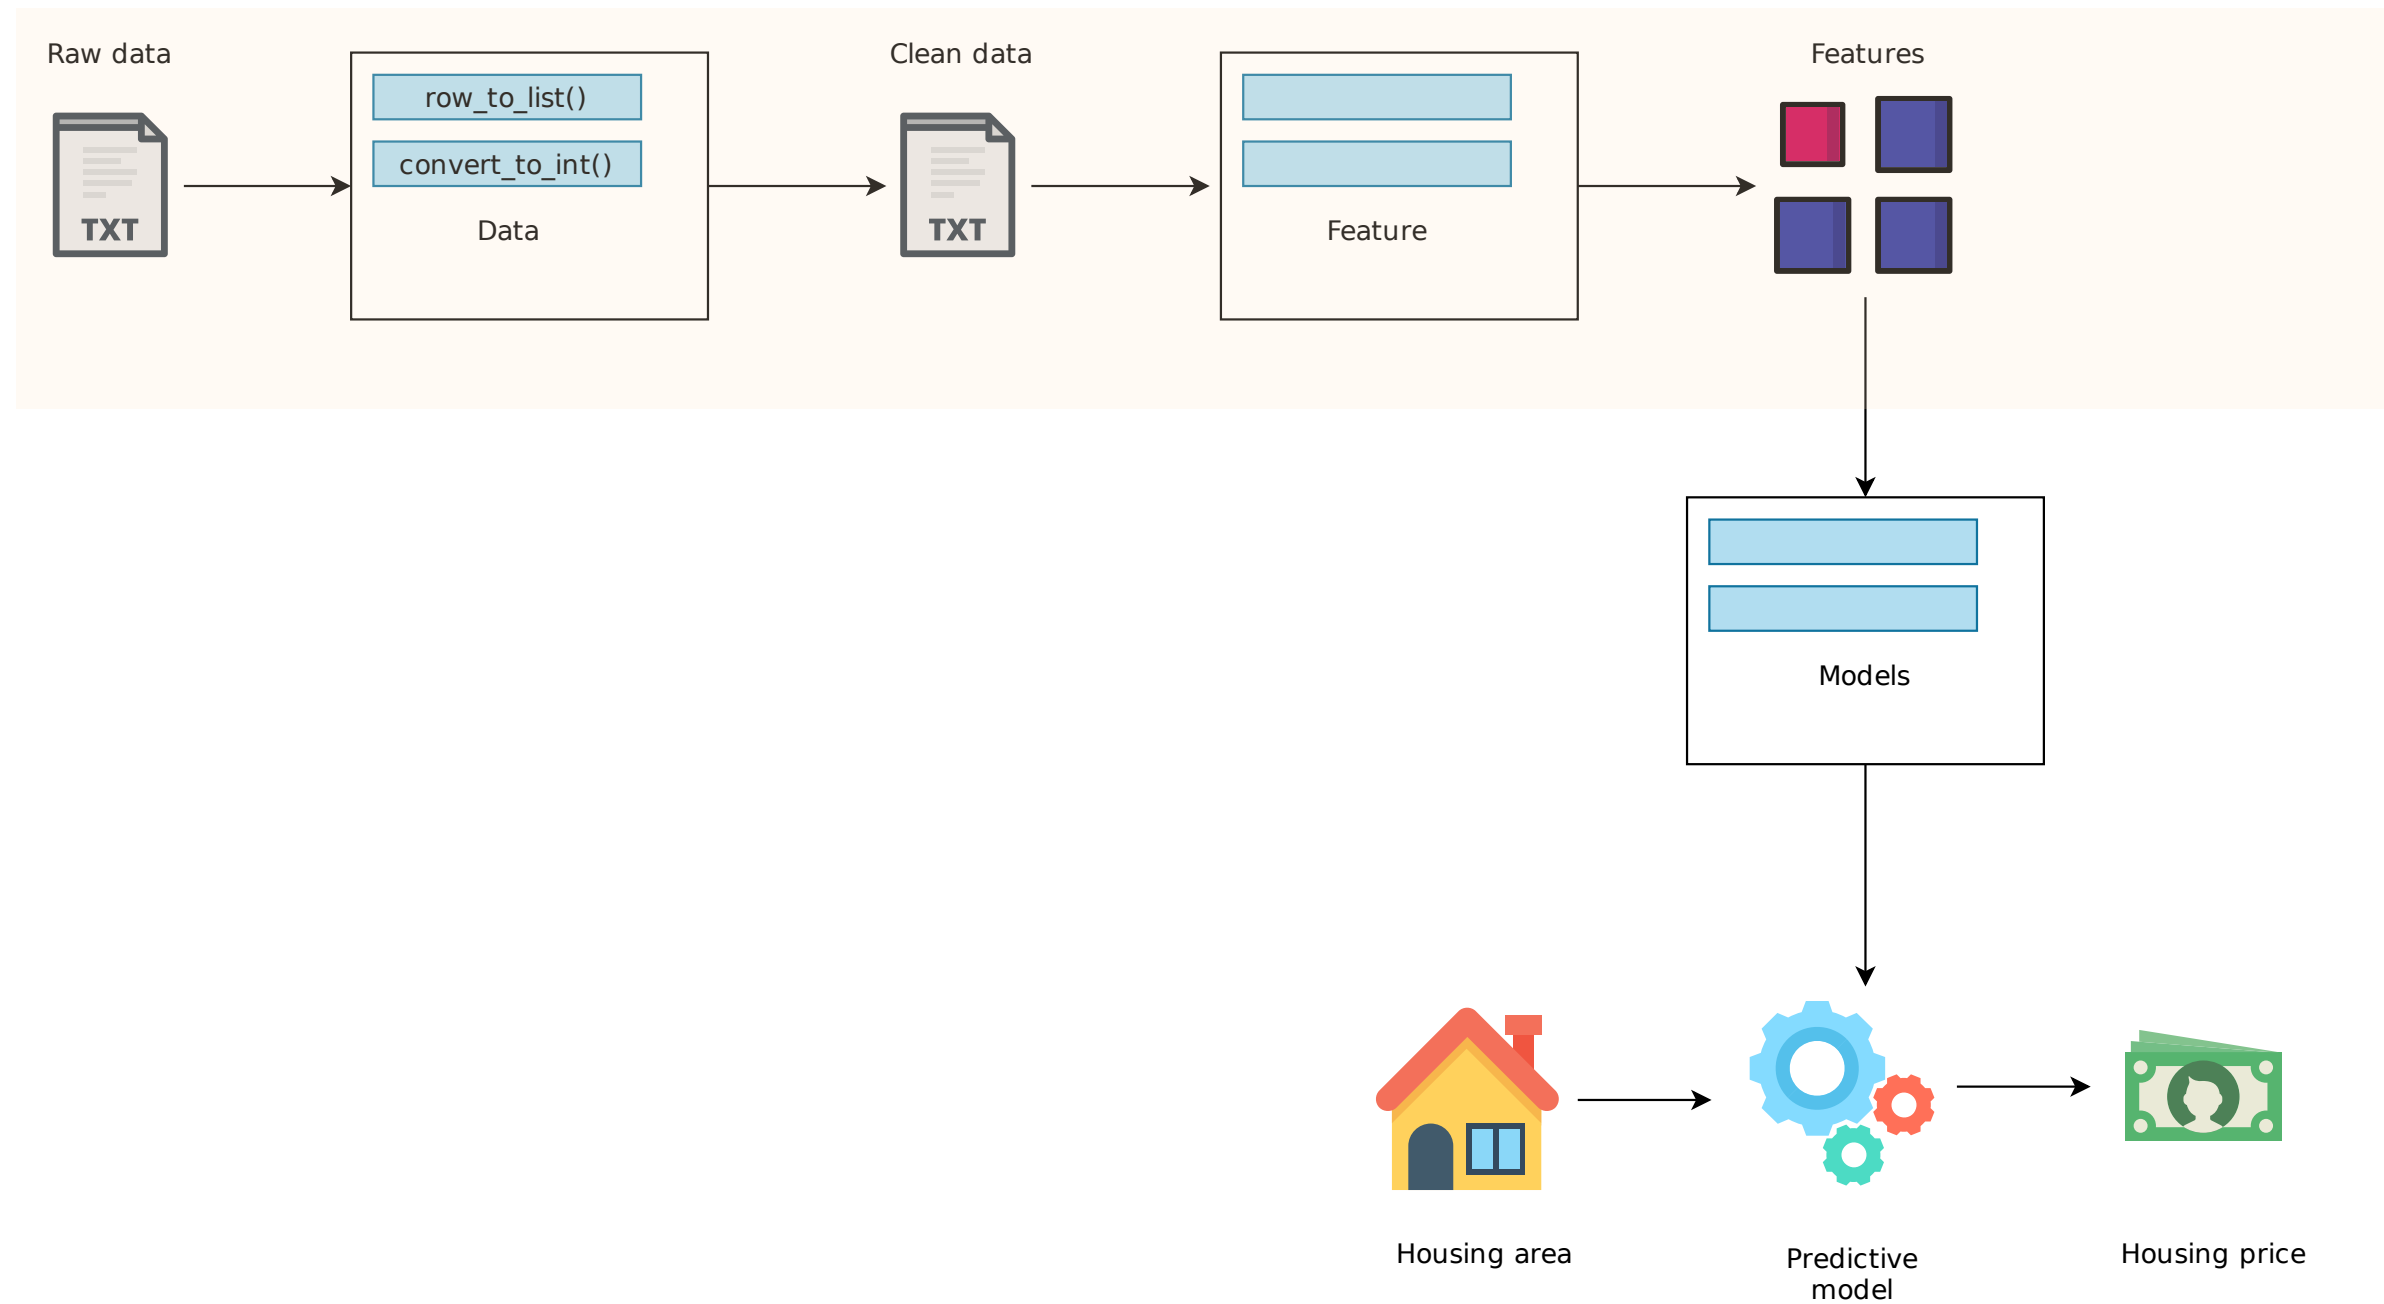 Raw data
Clean data
Features
row_to_list()
convert_to_int()
TXT
Data
TXT
Feature
Models
Housing area
Predictive
model
Housing price